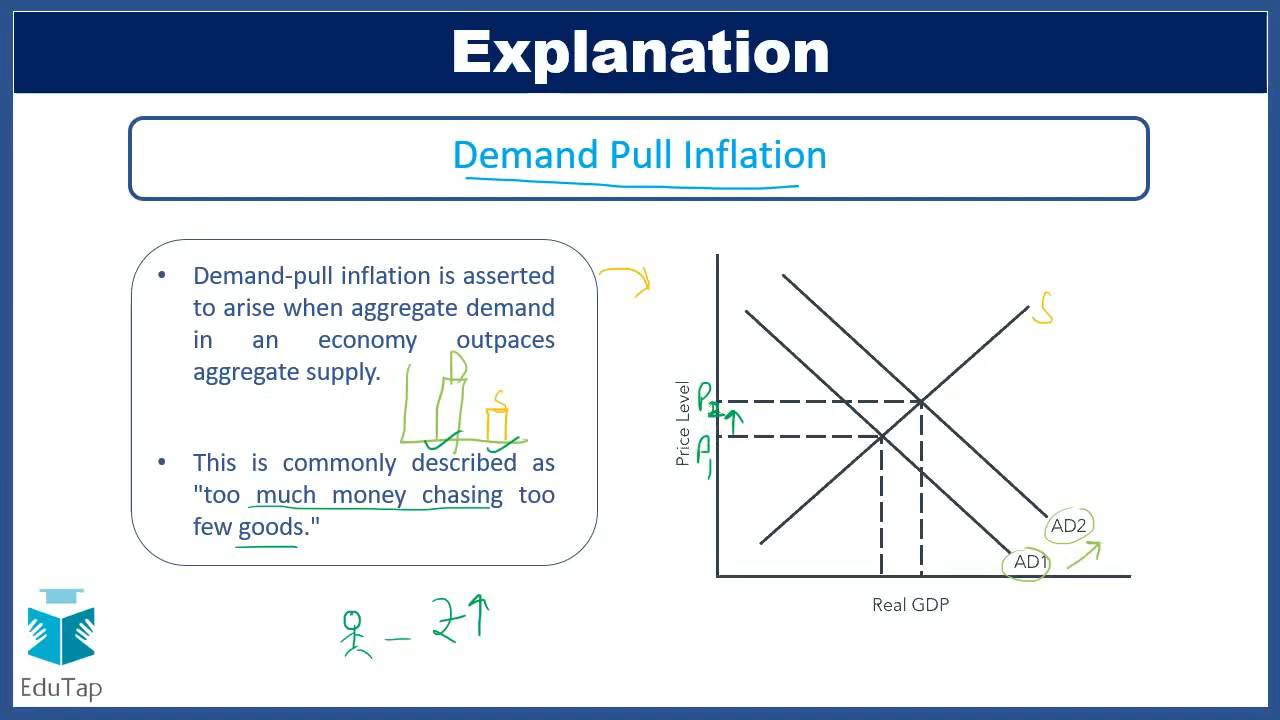 Explanation
Demand Pull Inflation
• Demand-pull inflation is asserted
to arise when aggregate demand
in an economy outpaces
aggregate supply.
D
S
• This is commonly described as
"too much money chasing too
few goods."
S
Price Level
P2
P1
AD2
AD1
Real GDP
EduTap